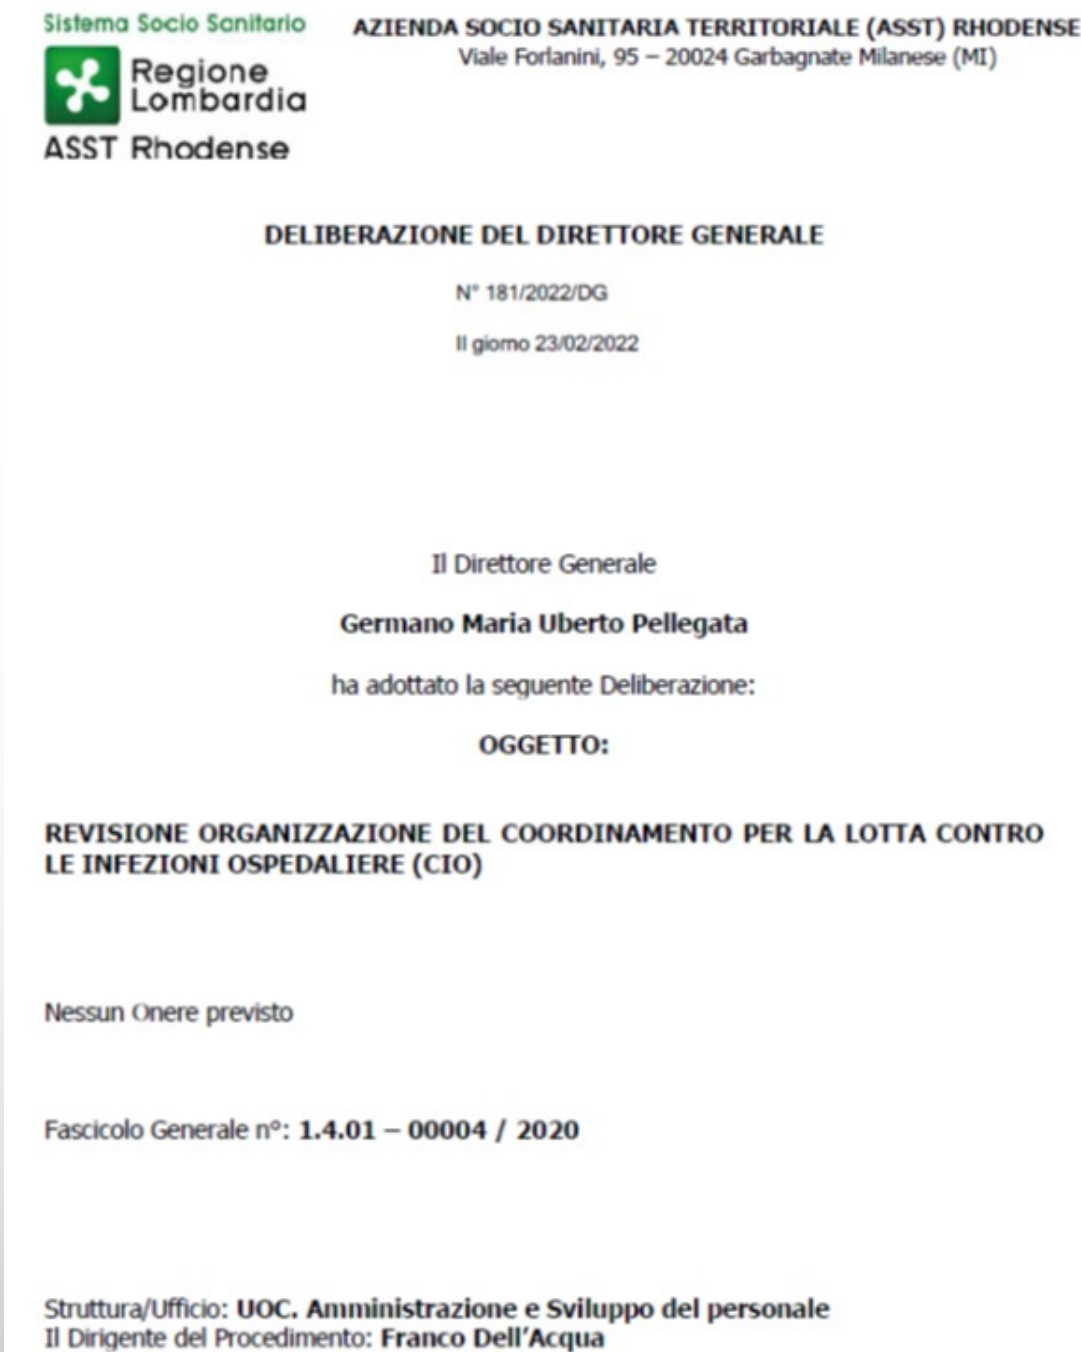 Sistema Socio Sanitario
Regione
Lombardia
ASST Rhodense
AZIENDA SOCIO SANITARIA TERRITORIALE (ASST) RHODENSE
Viale Forlanini, 95 – 20024 Garbagnate Milanese (MI)
DELIBERAZIONE DEL DIRETTORE GENERALE
N° 181/2022/DG
Il giorno 23/02/2022
Il Direttore Generale
Germano Maria Uberto Pellegata
ha adottato la seguente Deliberazione:
OGGETTO:
REVISIONE ORGANIZZAZIONE DEL COORDINAMENTO PER LA LOTTA CONTRO
LE INFEZIONI OSPEDALIERE (CIO)
Nessun Onere previsto
Fascicolo Generale n°: 1.4.01 – 00004 / 2020
Struttura/Ufficio: UOC. Amministrazione e Sviluppo del personale
Il Dirigente del Procedimento: Franco Dell'Acqua